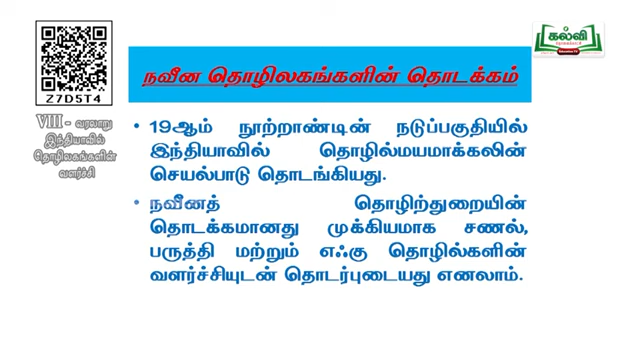 Z7D5T4
VIII - வரலாறு
இந்தியாவில்
தொழிலகங்களின்
வளர்ச்சி
கல்வி
நவீன தொழிலகங்களின் தொடக்கம்
• 19ஆம் நூற்றாண்டின் நடுப்பகுதியில்
இந்தியாவில் தொழில்மயமாக்கலின்
செயல்பாடு தொடங்கியது.
• நவீனத் தொழிற்துறையின்
தொடக்கமானது முக்கியமாக சணல்,
பருத்தி மற்றும் எஃகு தொழில்களின்
வளர்ச்சியுடன் தொடர்புடையது எனலாம்.